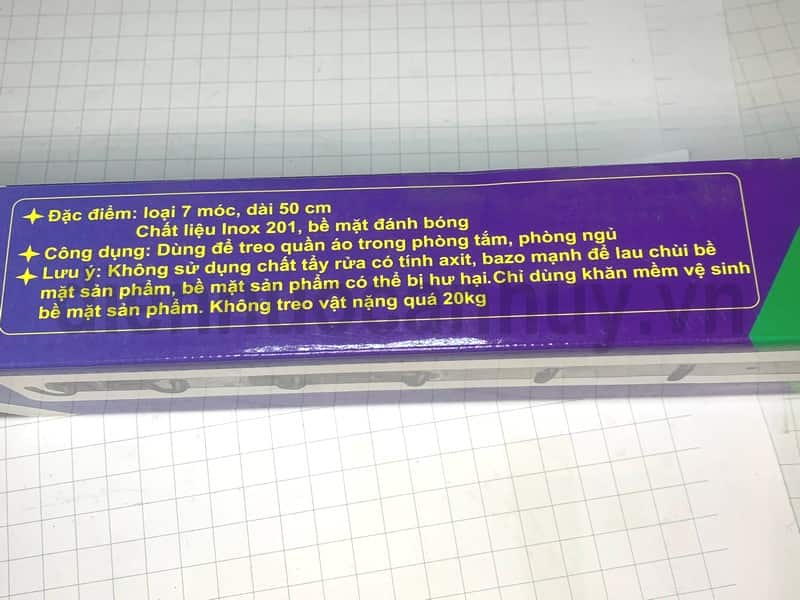 Đặc điểm: loại 7 móc, dài 50 cm
Chất liệu Inox 201, bề mặt đánh bóng
Công dụng: Dùng để treo quần áo trong phòng tắm, phòng ngủ
Lưu ý: Không sử dụng chất tẩy rửa có tính axit, bazo mạnh để lau chùi bề
mặt sản phẩm, bề mặt sản phẩm có thể bị hư hại. Chỉ dùng khăn mềm vệ sinh
bề mặt sản phẩm. Không treo vật nặng quá 20kg